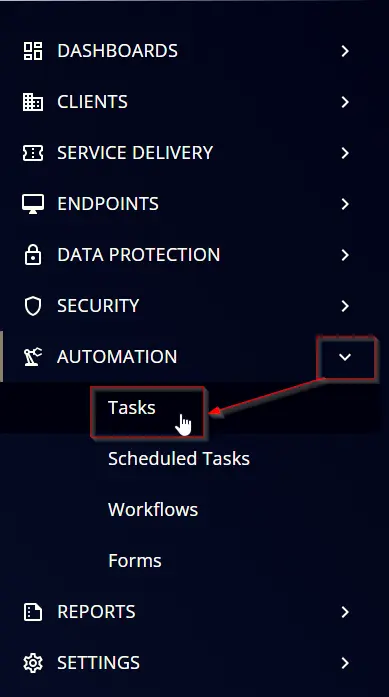 DASHBOARDS
CLIENTS
SERVICE DELIVERY
ENDPOINTS
DATA PROTECTION
SECURITY
AUTOMATION
Tasks
Scheduled Tasks
Workflows
Forms
REPORTS
SETTINGS